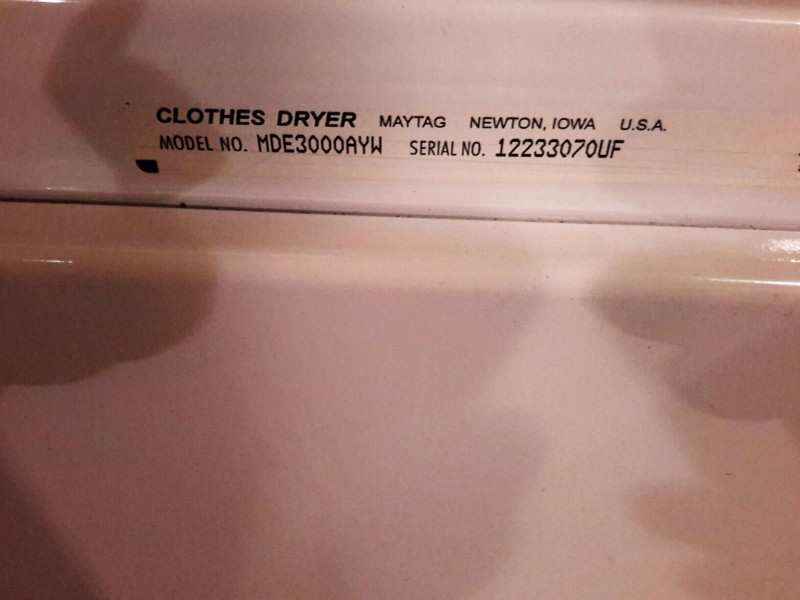 CLOTHES DRYER MAYTAG NEWTON, IOWA U.S.A.
MODEL NO. MDE3000AYW SERIAL NO. 12233070UF